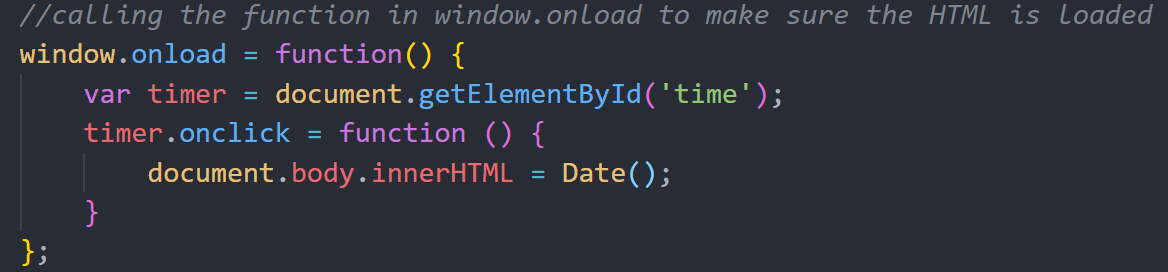 //calling the function in window.onload to make sure the HTML is loaded
window.onload = function() {
    var timer = document.getElementById('time');
    timer.onclick = function () {
        document.body.innerHTML = Date();
    }
};